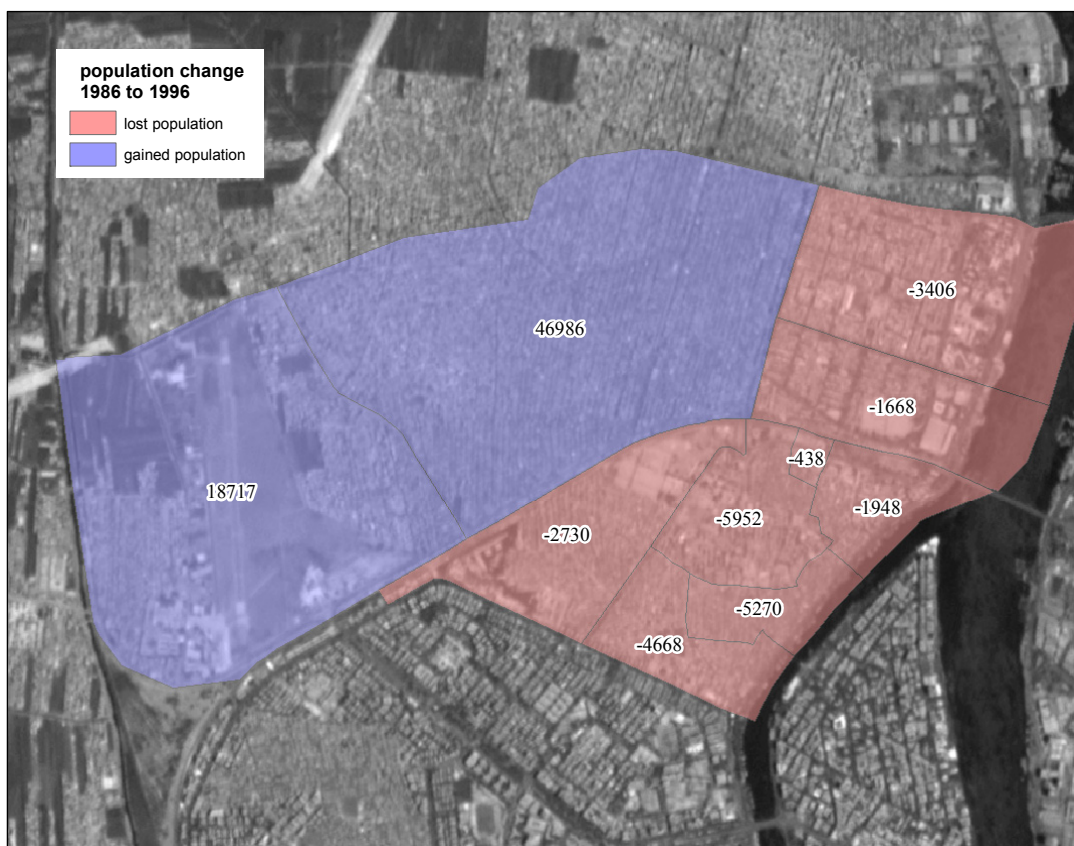 population change
1986 to 1996
lost population
gained population
-3406
46986
-1668
-438
18717
-1948
-5952
-2730
-5270
-4668